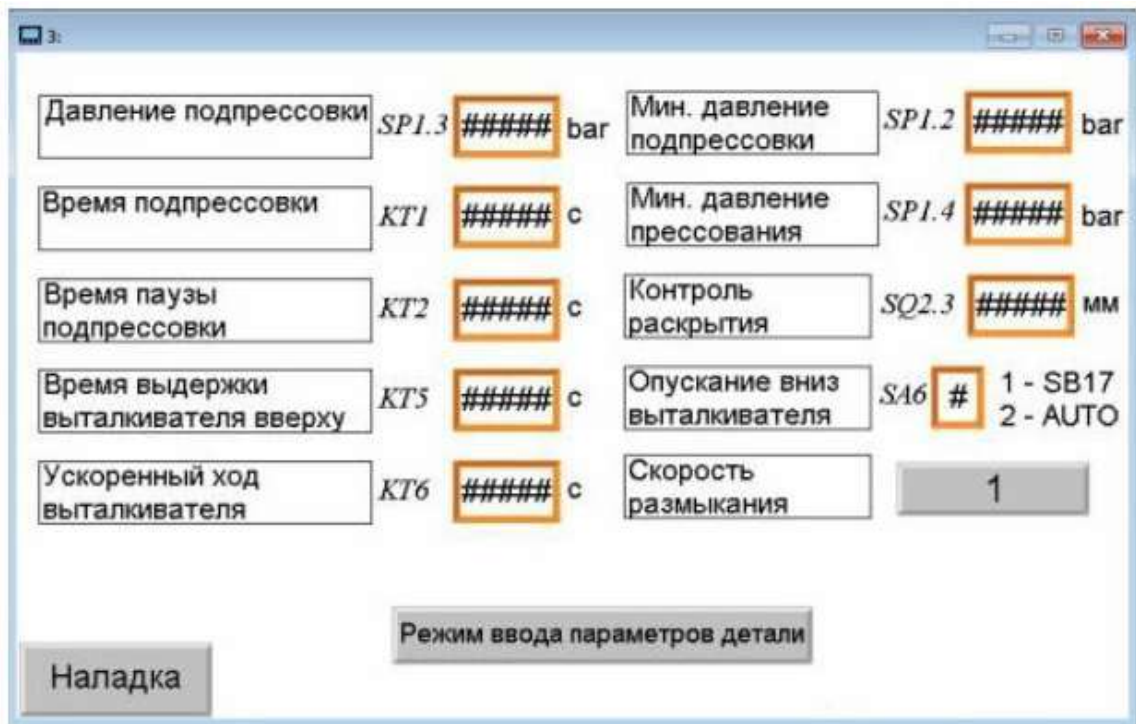 3:
Давление подпрессовки SP1.3 ##### bar
Мин. давление
подпрессовки
SP1.2 ##### bar
Время подпрессовки KT1 ##### с
Мин. давление
прессования
SP1.4 ##### bar
Время паузы
подпрессовки
KT2 ##### с
Контроль
раскрытия
SQ2.3 ##### мм
Время выдержки
выталкивателя вверху
KT5 ##### с
Опускание вниз
выталкивателя
SA6 #
1 - SB17
2 - AUTO
Ускоренный ход
выталкивателя
KT6 ##### с
Скорость
размыкания
1
Режим ввода параметров детали
Наладка